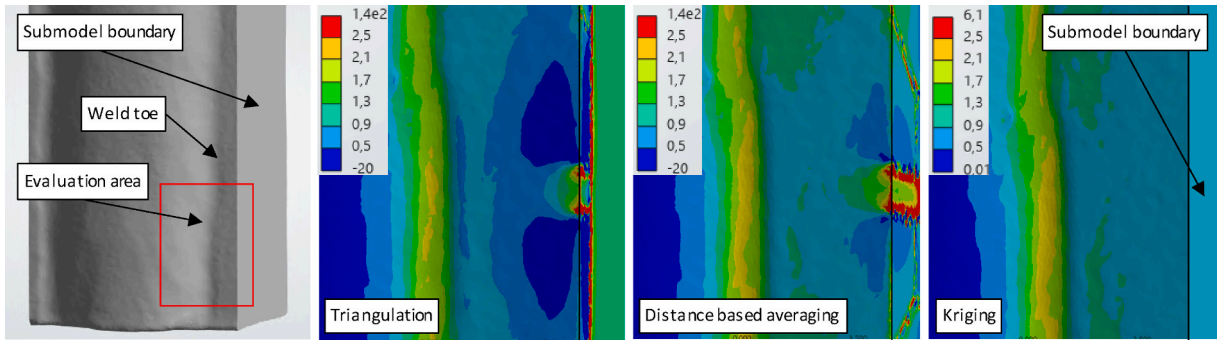 Submodel boundary
Weld toe
Evaluation area
1,4e2
2,5
2,1
1,7
1,3
0,9
0,5
-20
Triangulation
1,4e2
2,5
2,1
1,7
1,3
0,9
0,5
-20
Distance based averaging
6,1
2,5
2,1
1,7
1,3
0,9
0,5
0.01
Submodel boundary
Kriging